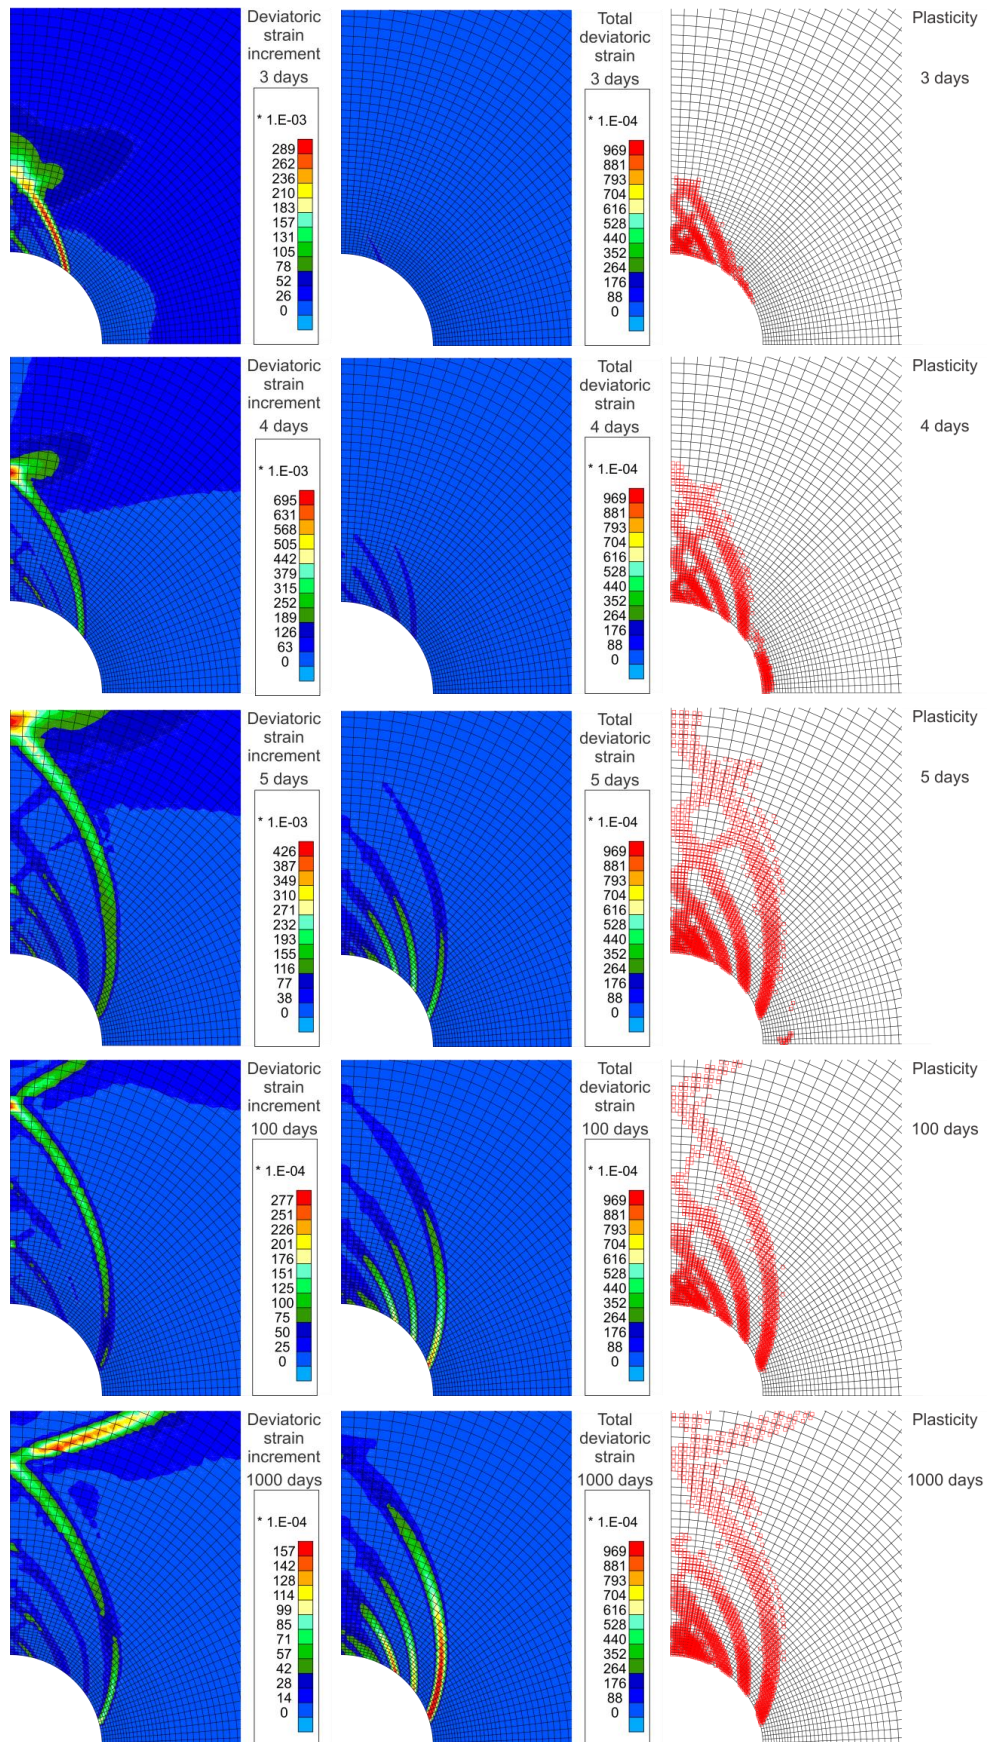 Deviatoric
strain
increment
3 days
* 1.E-03
289
262
236
210
183
157
131
105
78
52
26
0
Total
deviatoric
strain
3 days
* 1.E-04
969
881
793
704
616
528
440
352
264
176
88
0
Plasticity
3 days
Deviatoric
strain
increment
4 days
* 1.E-03
695
631
568
505
442
379
315
252
189
126
63
0
Total
deviatoric
strain
4 days
* 1.E-04
969
881
793
704
616
528
440
352
264
176
88
0
Plasticity
4 days
Deviatoric
strain
increment
5 days
* 1.E-03
426
387
349
310
271
232
193
155
116
77
38
0
Total
deviatoric
strain
5 days
* 1.E-04
969
881
793
704
616
528
440
352
264
176
88
0
Plasticity
5 days
Deviatoric
strain
increment
100 days
* 1.E-04
277
251
226
201
176
151
125
100
75
50
25
0
Total
deviatoric
strain
100 days
* 1.E-04
969
881
793
704
616
528
440
352
264
176
88
0
Plasticity
100 days
Deviatoric
strain
increment
1000 days
* 1.E-04
157
142
128
114
99
85
71
57
42
28
14
0
Total
deviatoric
strain
1000 days
* 1.E-04
969
881
793
704
616
528
440
352
264
176
88
0
Plasticity
1000 days